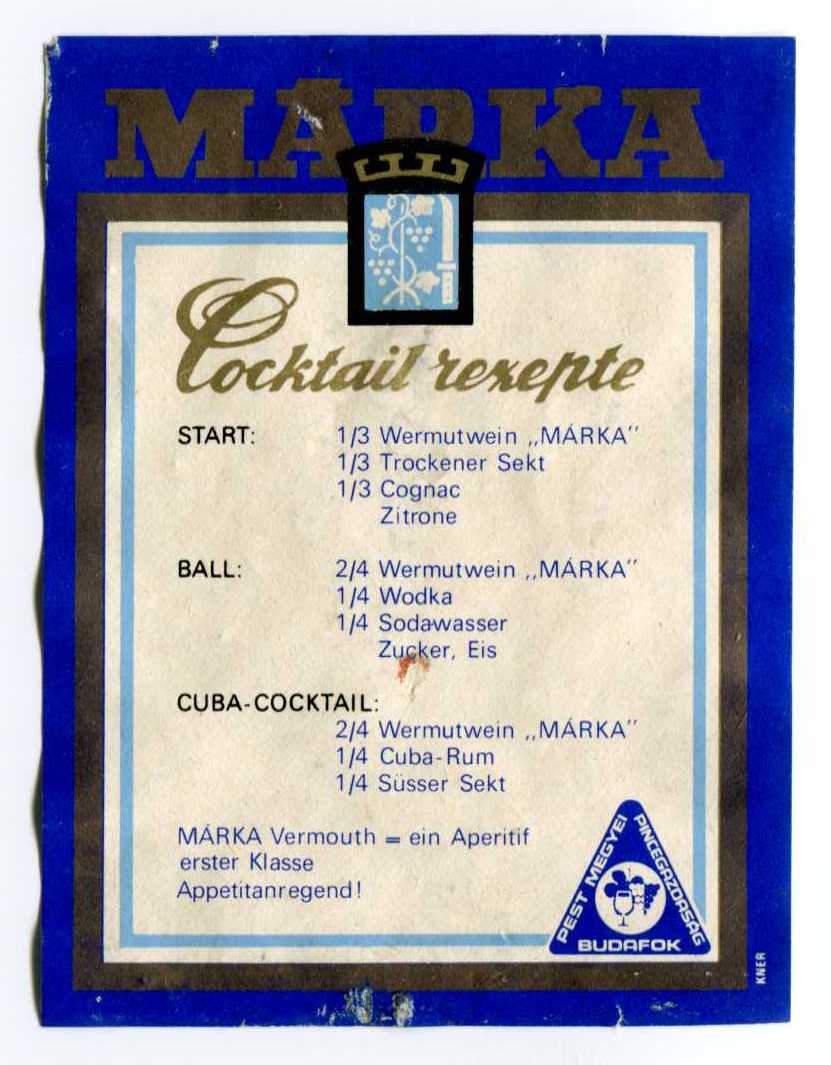 MÁRKA
Cocktail rezepte
START: 1/3 Wermutwein „MÁRKA”
1/3 Trockener Sekt
1/3 Cognac
Zitrone
BALL: 2/4 Wermutwein „MÁRKA”
1/4 Wodka
1/4 Sodawasser
Zucker, Eis
CUBA-COCKTAIL:
2/4 Wermutwein „MÁRKA”
1/4 Cuba-Rum
1/4 Süsser Sekt
MÁRKA Vermouth = ein Aperitif
erster Klasse
Appetitanregend!
PEST MEGYEI
PINCEGAZDASÁG
BUDAFOK
KNER